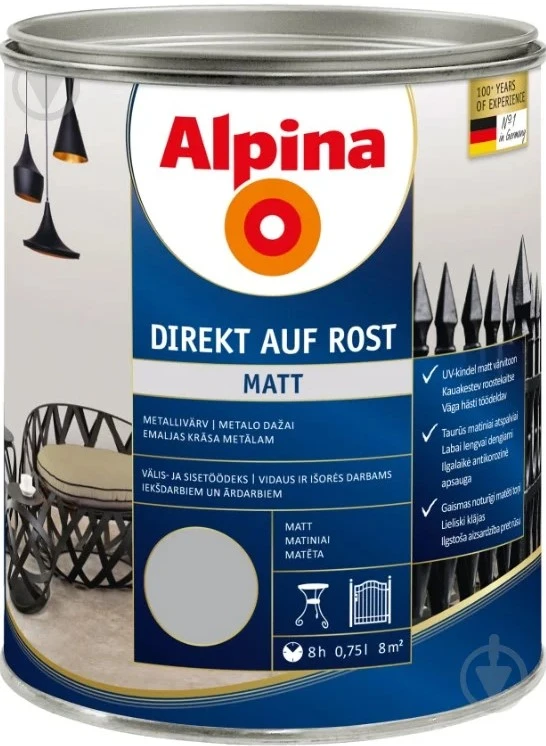 100+ YEARS
OF EXPERIENCE
No1
in Germany
Alpina
DIREKT AUF ROST
MATT
METALLIVÄRV | METALO DAŽAI
EMALJAS KRĀSA METĀLAM
VÄLIS- JA SISETÖÖDEKS | VIDAUS IR IŠORĖS DARBAMS
IEKŠDARBIEM UN ĀRDARBIEM
UV-kindel matt värvitoon
Kauakestev roostekaitse
Väga hästi töödeldav
Taurūs matiniai atspalviai
Labai lengvai dengiami
Ilgalaikė antikorozinė
apsauga
Gaismas noturīgi matēti toņi
Lieliski klājas
Ilgstoša aizsardzība pret rūsu
MATT
MATINIAI
MATĒTA
8h 0,75l 8m²